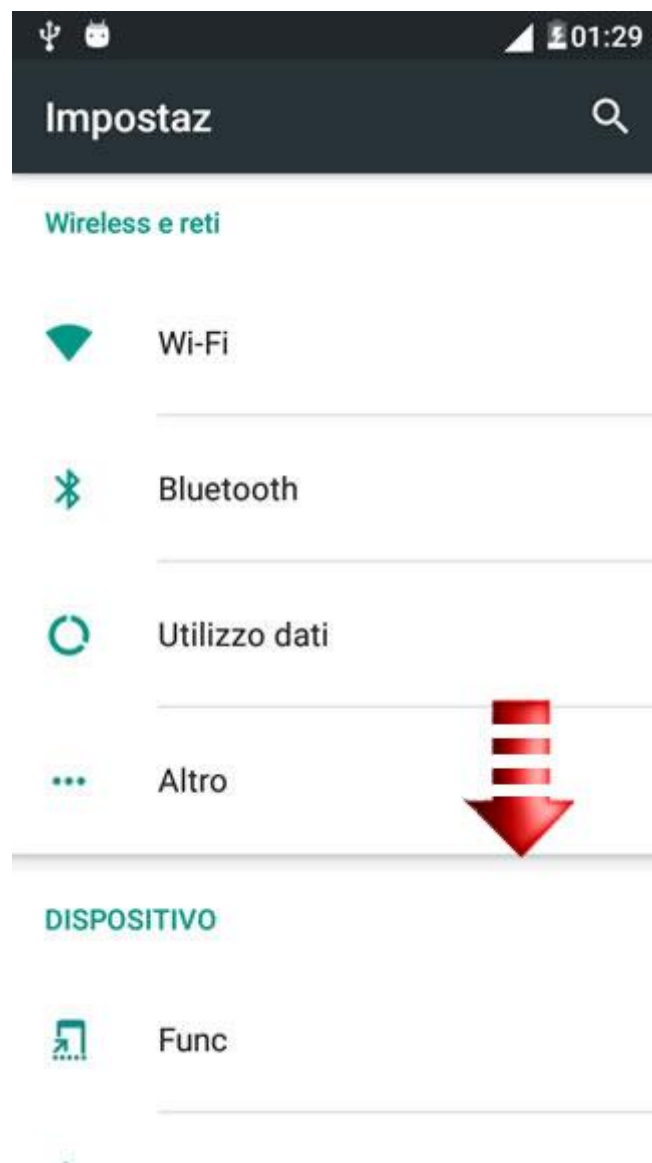 01:29
Impostaz
Wireless e reti
Wi-Fi
Bluetooth
Utilizzo dati
Altro
DISPOSITIVO
Func